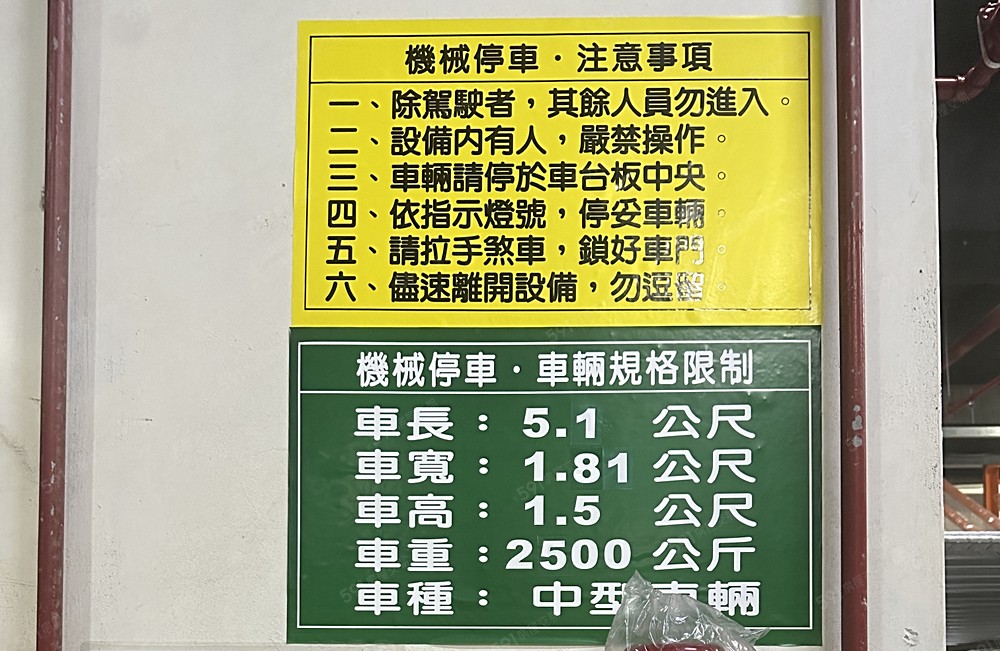 機械停車·注意事項
一、除駕駛者，其餘人員勿進入。
二、設備內有人，嚴禁操作。
三、車輛請停於車台板中央。
四、依指示燈號，停妥車輛。
五、請拉手煞車，鎖好車門。
六、儘速離開設備，勿逗留
機械停車·車輛規格限制
車長： 5.1 公尺
車寬： 1.81 公尺
車高： 1.5 公尺
車重：2500 公斤
車種： 中型車輛